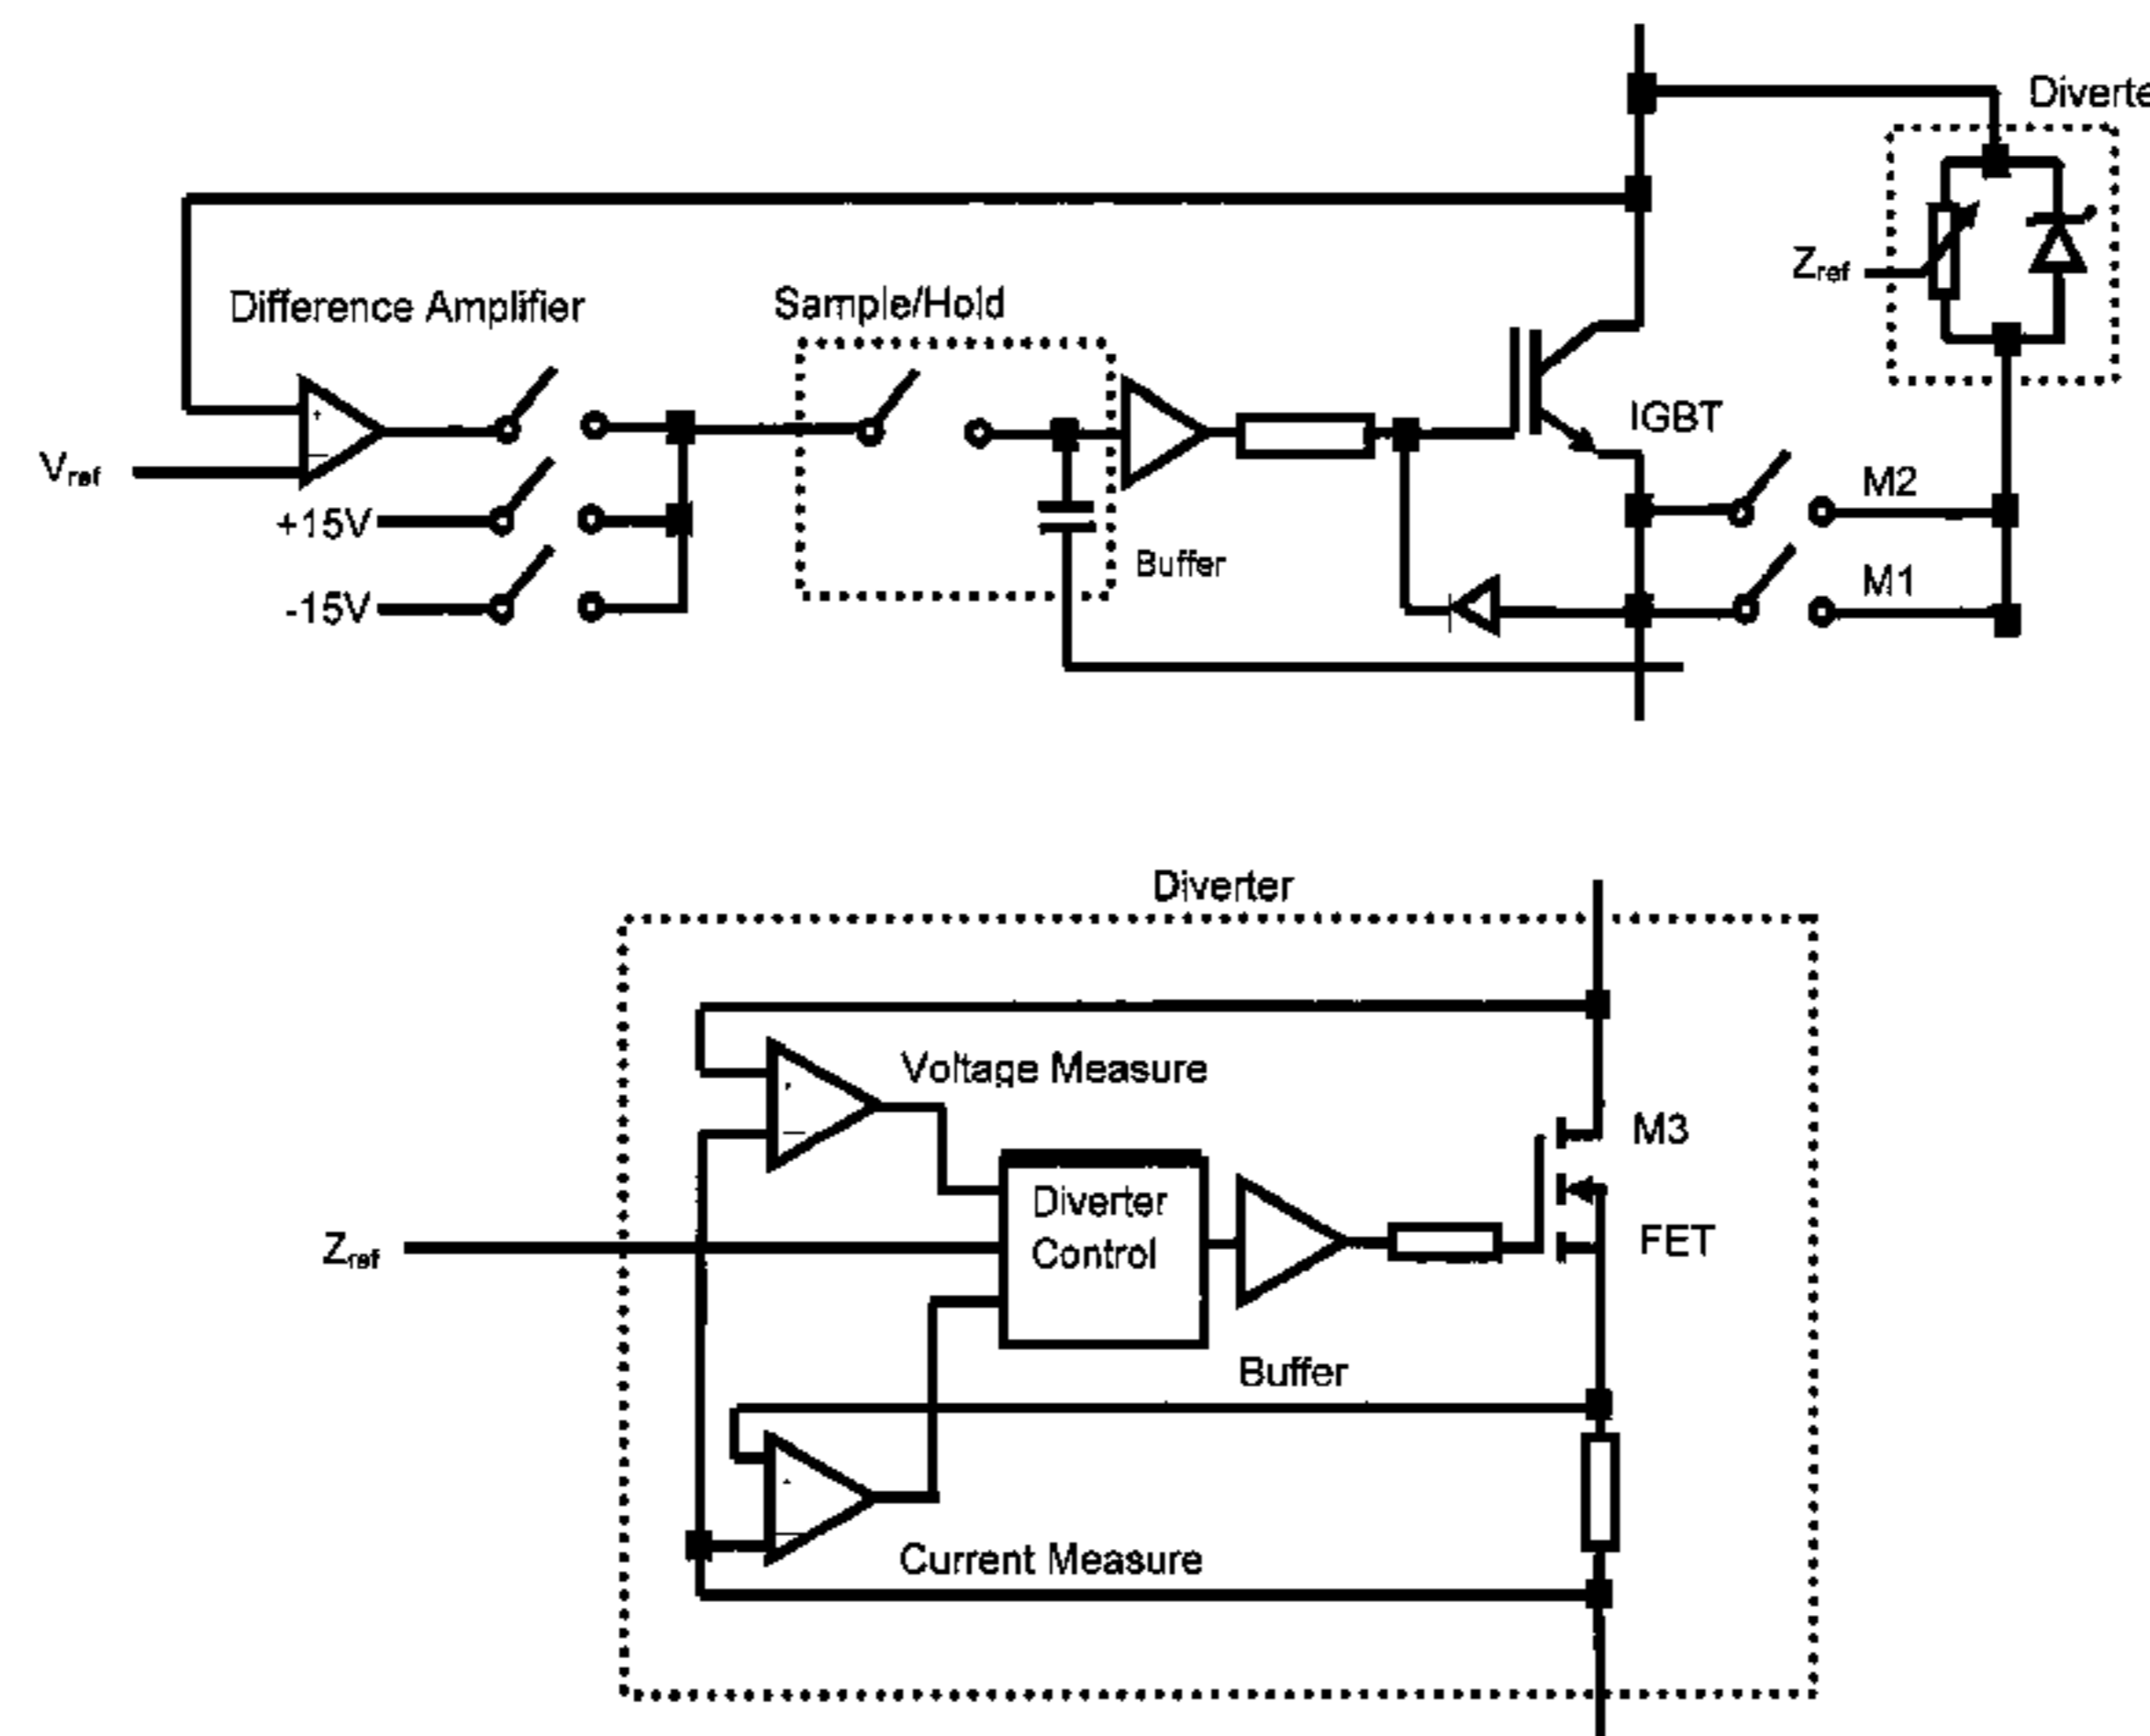 Diverte
Difference Amplifier
Sample/Hold
Zref
IGBT
Vref
+15V
-15V
Buffer
M2
M1
Diverter
Voltage Measure
M3
Diverter
Control
Zref
FET
Buffer
Current Measure